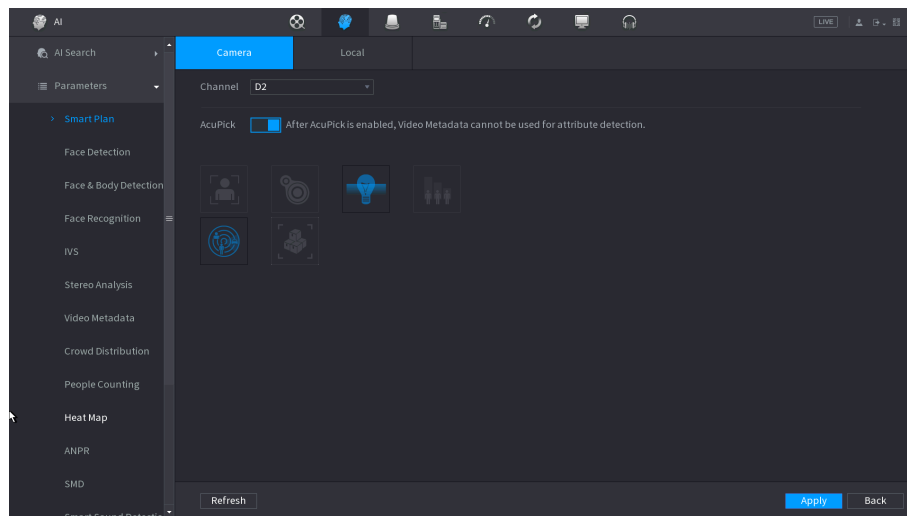 AI
LIVE
AI Search
Camera
Local
Parameters
Channel
D2
Smart Plan
AcuPick
After AcuPick is enabled, Video Metadata cannot be used for attribute detection.
Face Detection
Face & Body Detection
Face Recognition
IVS
Stereo Analysis
Video Metadata
Crowd Distribution
People Counting
Heat Map
ANPR
SMD
Refresh
Apply
Back